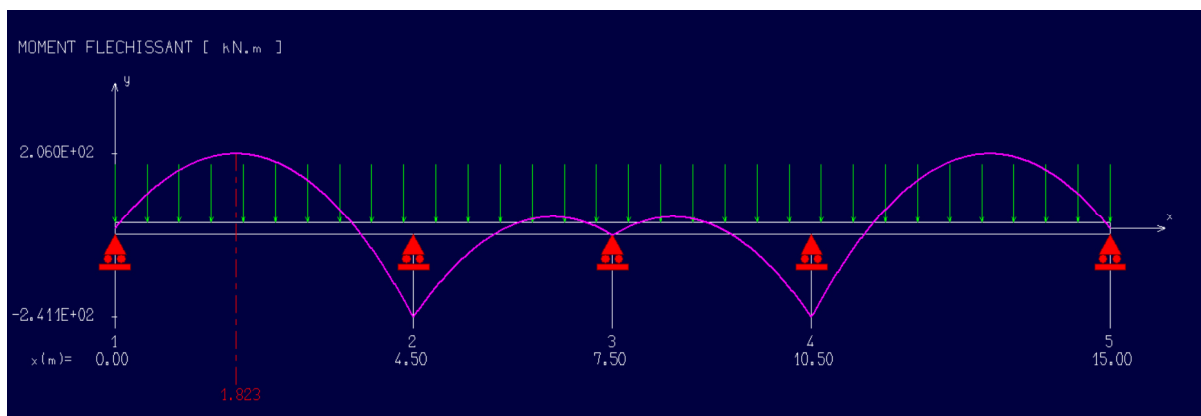 MOMENT FLECHISSANT [ kN.m ]
y
2.060E+02
x
-2.411E+02
1 2 3 4 5
x(m)= 0.00 4.50 7.50 10.50 15.00
1.823